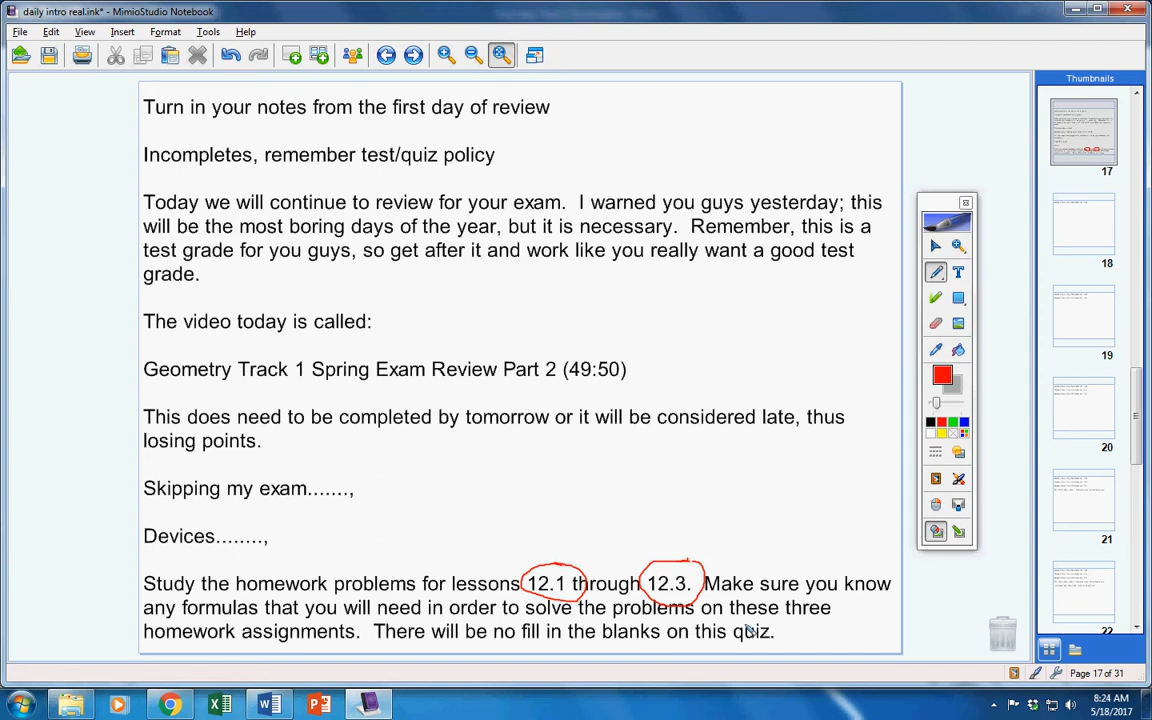 daily intro real.ink* - MimioStudio Notebook
File Edit View Insert Format Tools Help
Thumbnails
Turn in your notes from the first day of review
Incompletes, remember test/quiz policy
Today we will continue to review for your exam.  I warned you guys yesterday; this
will be the most boring days of the year, but it is necessary.  Remember, this is a
test grade for you guys, so get after it and work like you really want a good test
grade.
The video today is called:
Geometry Track 1 Spring Exam Review Part 2 (49:50)
This does need to be completed by tomorrow or it will be considered late, thus
losing points.
Skipping my exam.......,
Devices........,
Study the homework problems for lessons 12.1 through 12.3.  Make sure you know
any formulas that you will need in order to solve the problems on these three
homework assignments.  There will be no fill in the blanks on this quiz.
17
18
19
20
21
22
Page 17 of 31
8:24 AM
5/18/2017